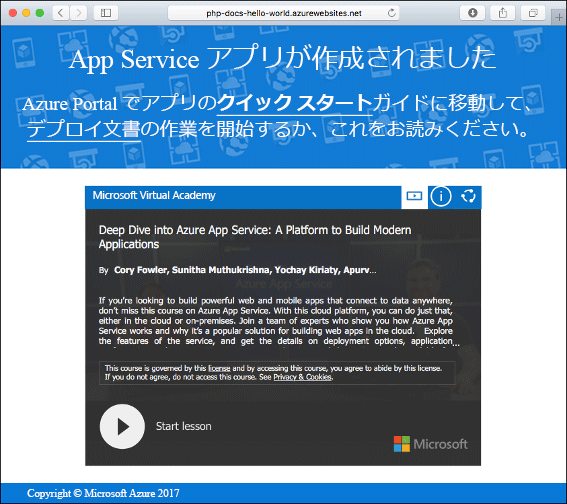 php-docs-hello-world.azurewebsites.net
App Service アプリが作成されました
Azure Portal でアプリのクイック スタートガイドに移動して、
デプロイ文書の作業を開始するか、これをお読みください。
Microsoft Virtual Academy
Deep Dive into Azure App Service: A Platform to Build Modern
Applications
By Cory Fowler, Sunitha Muthukrishna, Yochay Kiriaty, Apurv...
If you're looking to build powerful web and mobile apps that connect to data anywhere,
don't miss this course on Azure App Service. With this cloud platform, you can do just that,
either in the cloud or on-premises. Join a team of experts who show you how Azure App
Service works and why it's a popular solution for building web apps in the cloud. Explore
the features of the service, and get the details on deployment options, application...
This course is governed by this license and by accessing this course, you agree to abide by this license.
If you do not agree, do not access this course. See Privacy & Cookies.
Start lesson
Microsoft
Copyright © Microsoft Azure 2017